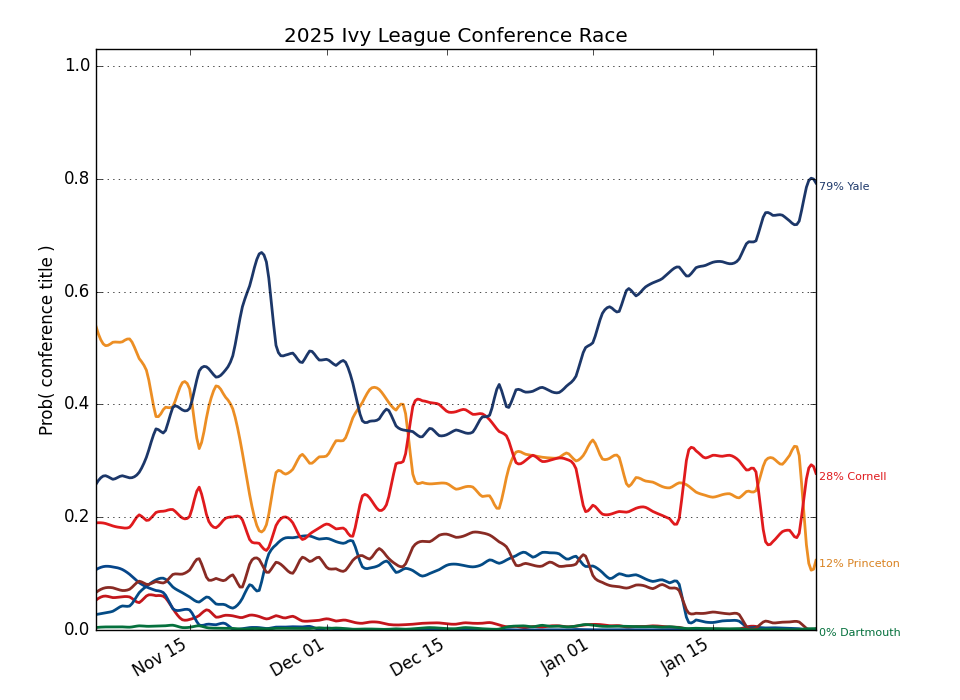 2025 Ivy League Conference Race
Prob( conference title )
1.0
0.8
0.6
0.4
0.2
0.0
79% Yale
28% Cornell
12% Princeton
0% Dartmouth
Nov 15
Dec 01
Dec 15
Jan 01
Jan 15